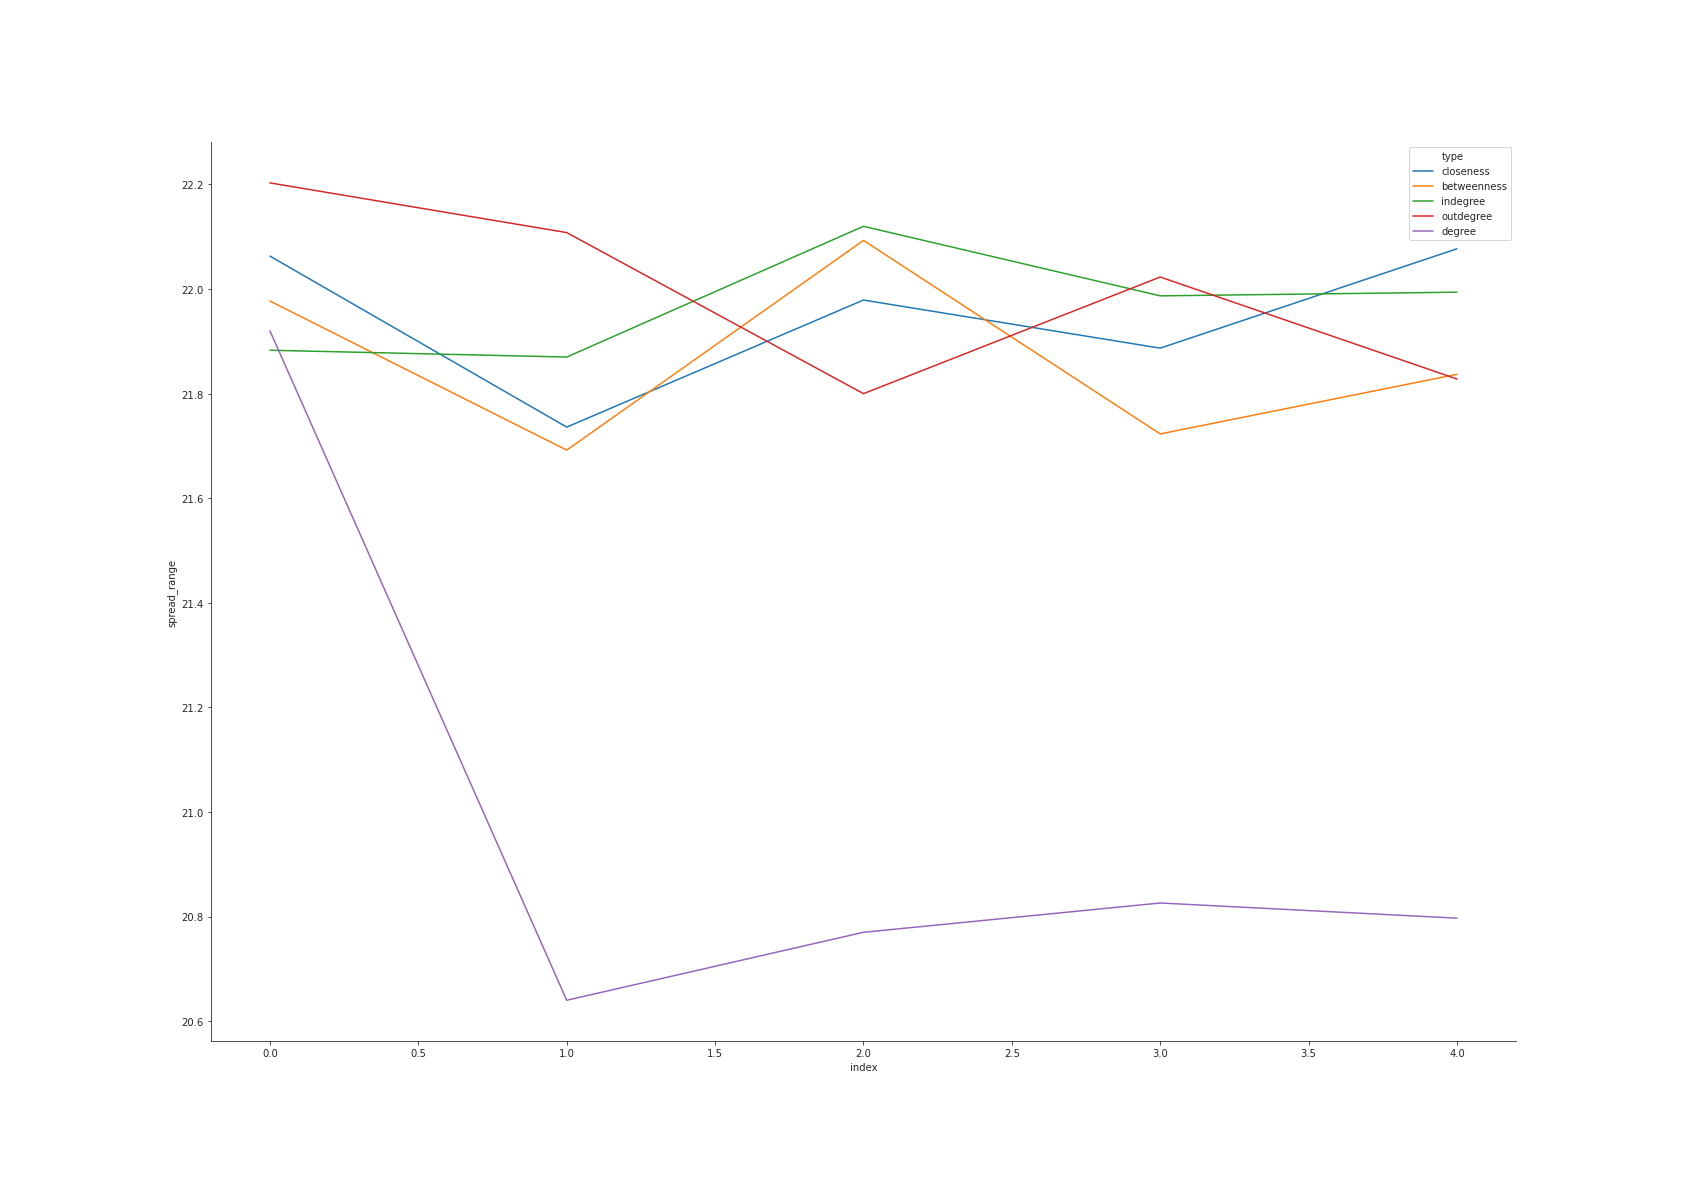 type
closeness
betweenness
indegree
outdegree
degree
22.2
22.0
21.8
21.6
21.4
21.2
21.0
20.8
20.6
spread_range
0.0 0.5 1.0 1.5 2.0 2.5 3.0 3.5 4.0
index